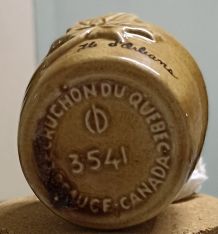 Île d'Orléans
CRUCHON DU QUEBEC
3541
BEAUCE-CANADA